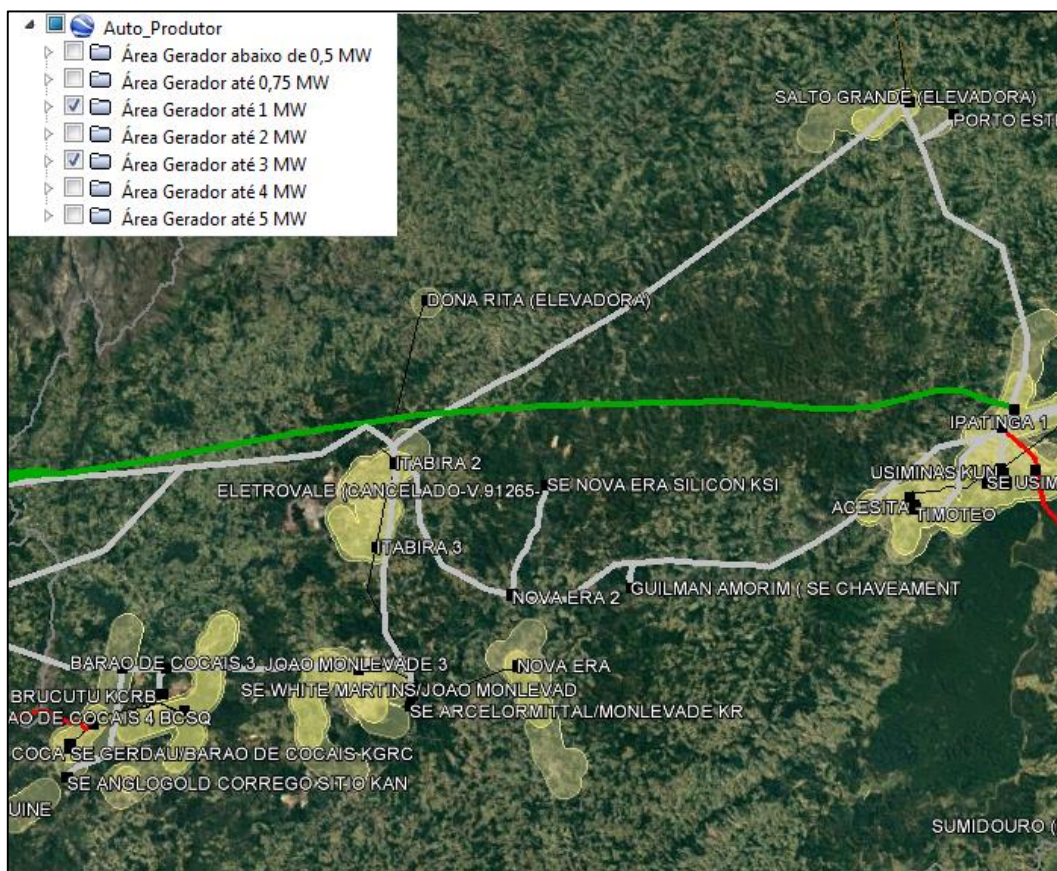 Auto_Produtor
Área Gerador abaixo de 0,5 MW
Área Gerador até 0,75 MW
Área Gerador até 1 MW
Área Gerador até 2 MW
Área Gerador até 3 MW
Área Gerador até 4 MW
Área Gerador até 5 MW
SALTO GRANDE (ELEVADORA)
PORTO EST
DONA RITA (ELEVADORA)
IPATINGA 1
ITABIRA 2
USIMINAS KUN
SE USIM
ELETROVALE (CANCELADO-V.91265-
SE NOVA ERA SILICON KSI
ACESITA
TIMOTEO
ITABIRA 3
NOVA ERA 2
GUILMAN AMORIM ( SE CHAVEAMENT
BARAO DE COCAIS 3
JOAO MONLEVADE 3
NOVA ERA
SE WHITE MARTINS/JOAO MONLEVAD
BRUCUTU KCRB
SE ARCELORMITTAL/MONLEVADE KR
AO DE COCAIS 4 BCSQ
COCA SE GERDAU/BARAO DE COCAIS KGRC
SE ANGLOGOLD CORREGO SITIO KAN
UINE
SUMIDOURO (